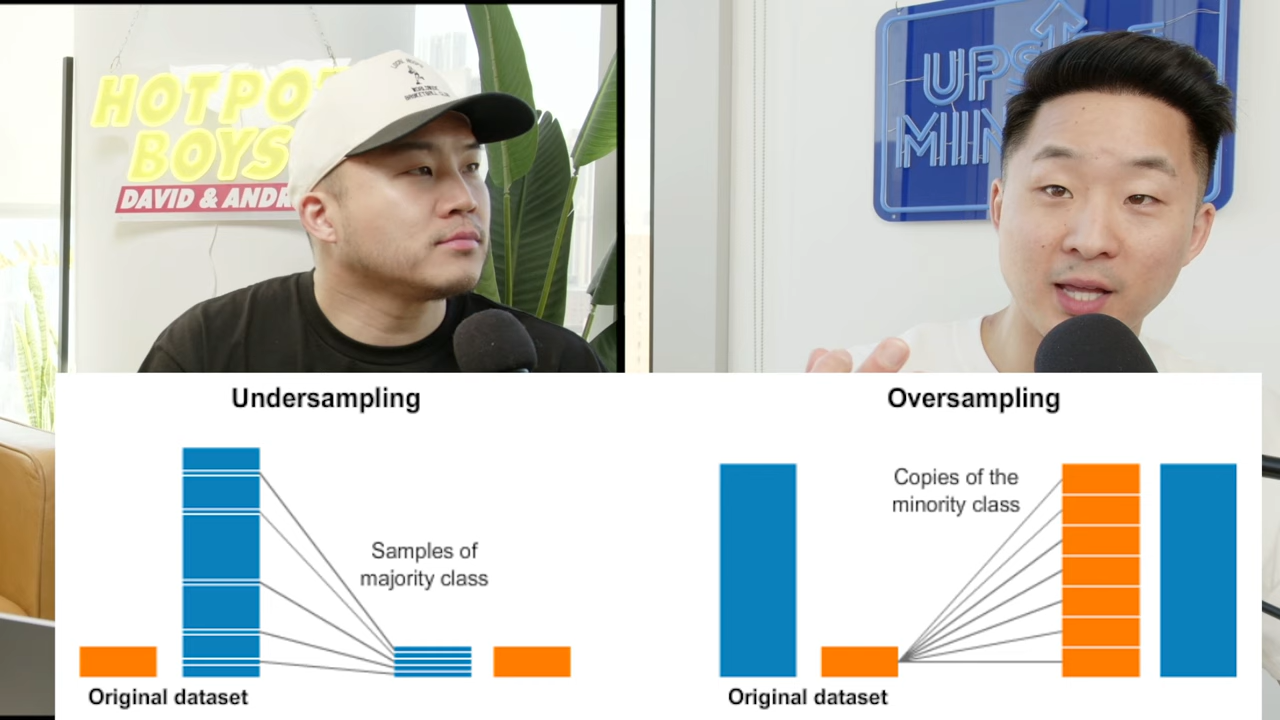 HOTPOT
BOYS
DAVID & ANDR
UPS
MIN
Undersampling
Oversampling
Copies of the
minority class
Samples of
majority class
Original dataset
Original dataset